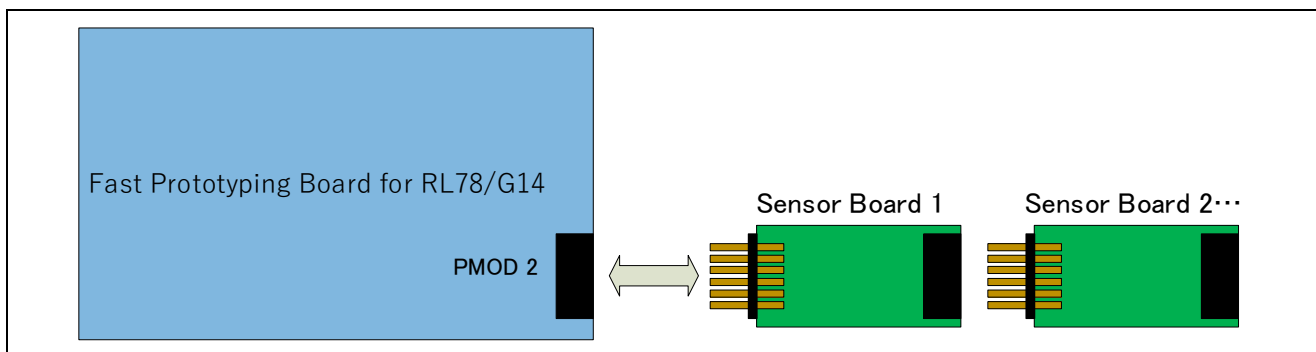 Fast Prototyping Board for RL78/G14
Sensor Board 1
Sensor Board 2･･･
PMOD 2